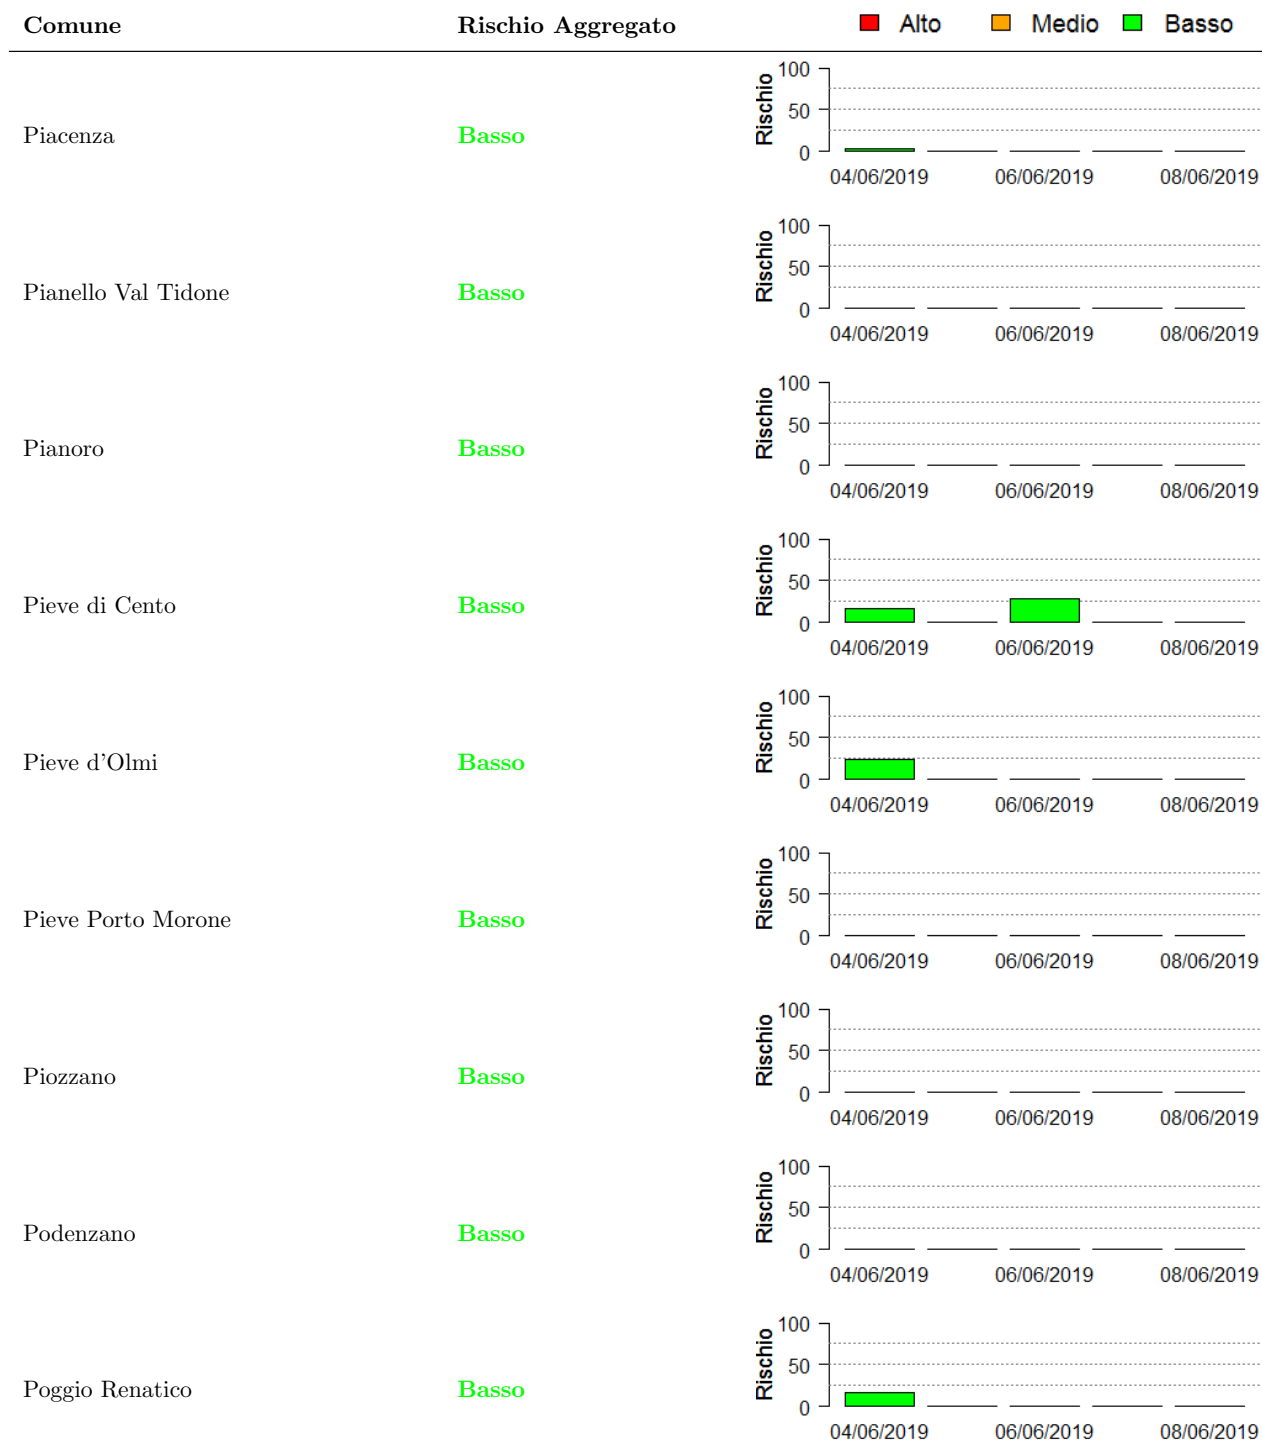 Comune Rischio Aggregato Alto Medio Basso
100
Rischio
50
Piacenza Basso
0
04/06/2019 06/06/2019 08/06/2019
100
Rischio
50
Pianello Val Tidone Basso
0
04/06/2019 06/06/2019 08/06/2019
100
Rischio
50
Pianoro Basso
0
04/06/2019 06/06/2019 08/06/2019
100
Rischio
50
Pieve di Cento Basso
0
04/06/2019 06/06/2019 08/06/2019
100
Rischio
50
Pieve d'Olmi Basso
0
04/06/2019 06/06/2019 08/06/2019
100
Rischio
50
Pieve Porto Morone Basso
0
04/06/2019 06/06/2019 08/06/2019
100
Rischio
50
Piozzano Basso
0
04/06/2019 06/06/2019 08/06/2019
100
Rischio
50
Podenzano Basso
0
04/06/2019 06/06/2019 08/06/2019
100
Rischio
50
Poggio Renatico Basso
0
04/06/2019 06/06/2019 08/06/2019